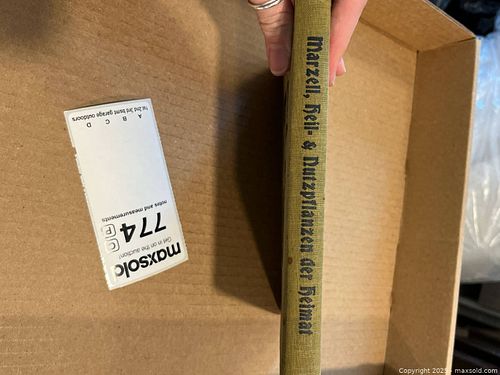 Marzell, Heil- & Nutzpflanzen der Heimat
maxsold
Get in on the auction!
774
notes and measurements
A B C D
1st 2nd 3rd bsmt garage outdoors
Copyright 2025 - maxsold.com